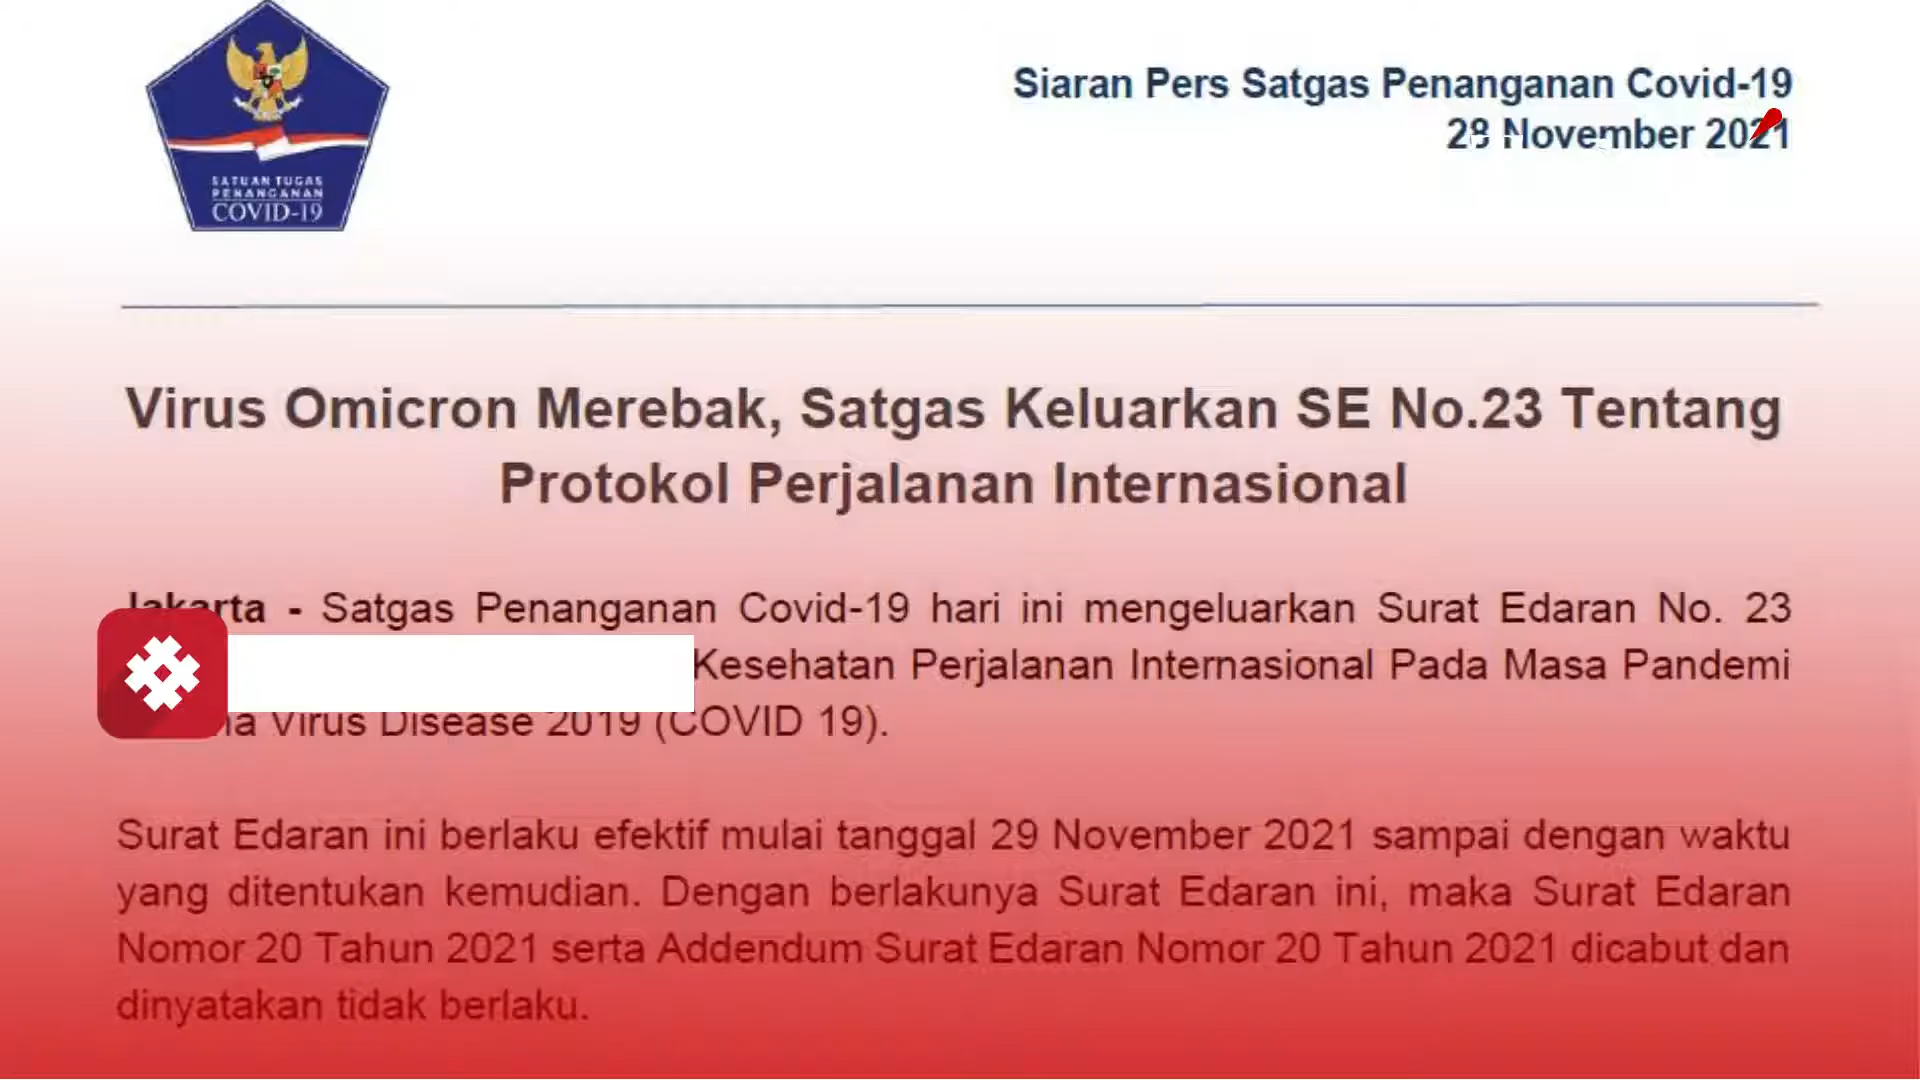 SATUAN TUGAS
PENANGANAN
COVID-19
Siaran Pers Satgas Penanganan Covid-19
28 November 2021
Virus Omicron Merebak, Satgas Keluarkan SE No.23 Tentang
Protokol Perjalanan Internasional
Jakarta - Satgas Penanganan Covid-19 hari ini mengeluarkan Surat Edaran No. 23
Kesehatan Perjalanan Internasional Pada Masa Pandemi
Virus Disease 2019 (COVID 19).
Surat Edaran ini berlaku efektif mulai tanggal 29 November 2021 sampai dengan waktu
yang ditentukan kemudian. Dengan berlakunya Surat Edaran ini, maka Surat Edaran
Nomor 20 Tahun 2021 serta Addendum Surat Edaran Nomor 20 Tahun 2021 dicabut dan
dinyatakan tidak berlaku.